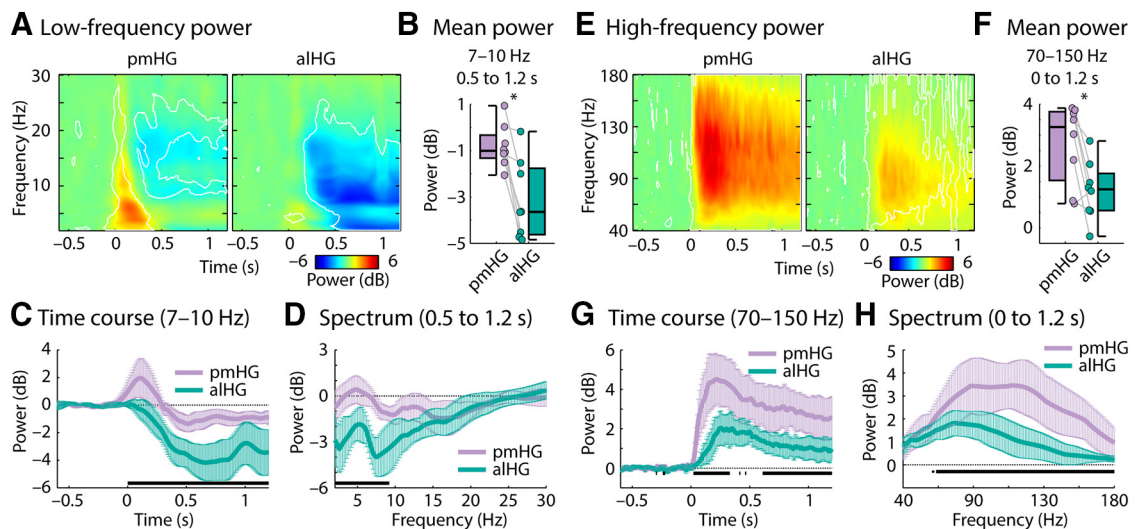 A Low-frequency power
pmHG
alHG
Frequency (Hz)
30
20
10
−0.5 0 0.5 1
−0.5 0 0.5 1
Time (s)
−6 6
Power (dB)
B Mean power
7–10 Hz
0.5 to 1.2 s
*
Power (dB)
1
−1
−3
−5
pmHG
alHG
E High-frequency power
pmHG
alHG
Frequency (Hz)
180
130
90
40
−0.5 0 0.5 1
−0.5 0 0.5 1
Time (s)
−6 6
Power (dB)
F Mean power
70–150 Hz
0 to 1.2 s
*
Power (dB)
4
2
0
pmHG
alHG
C Time course (7–10 Hz)
pmHG
alHG
Power (dB)
4
2
0
−2
−4
−6
−0.5 0 0.5 1
Time (s)
D Spectrum (0.5 to 1.2 s)
Power (dB)
3
0
−3
−6
pmHG
alHG
5 10 15 20 25 30
Frequency (Hz)
G Time course (70–150 Hz)
pmHG
alHG
Power (dB)
6
4
2
0
−0.5 0 0.5 1
Time (s)
H Spectrum (0 to 1.2 s)
pmHG
alHG
Power (dB)
5
4
3
2
1
0
40 90 130 180
Frequency (Hz)